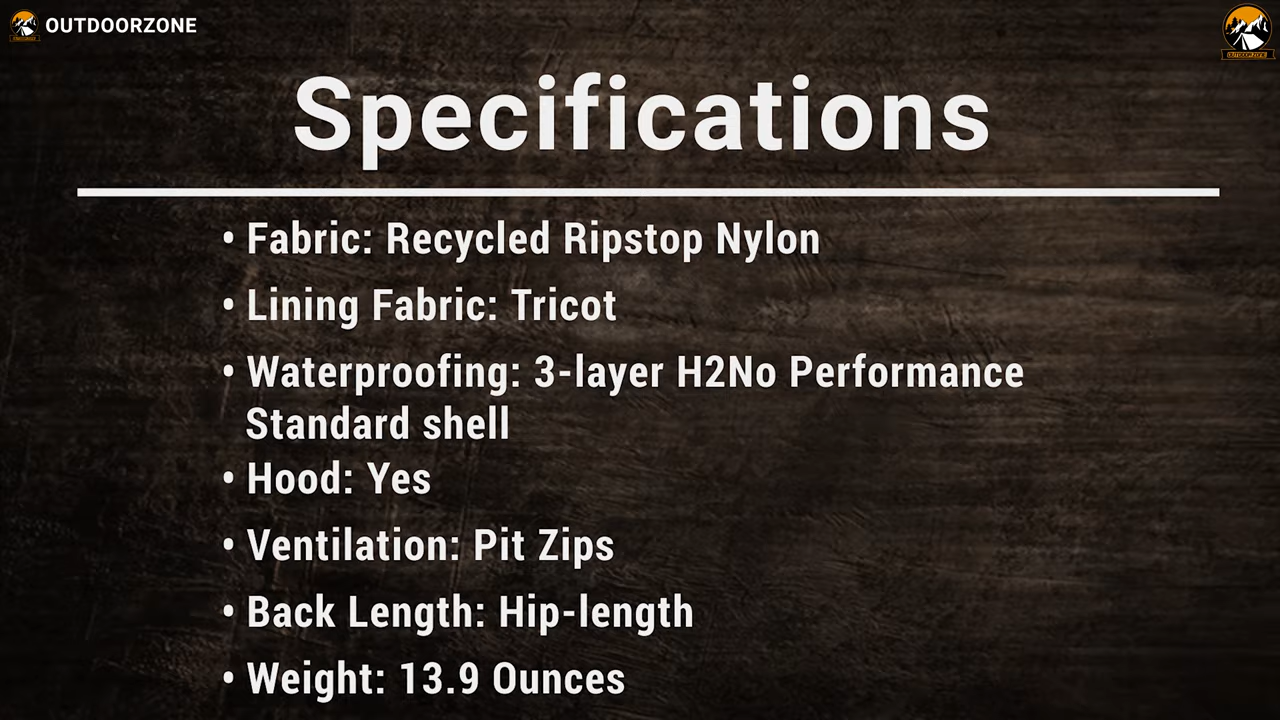 OUTDOORZONE
OUTDOORZONE
Specifications
• Fabric: Recycled Ripstop Nylon
• Lining Fabric: Tricot
• Waterproofing: 3-layer H2No Performance
Standard shell
• Hood: Yes
• Ventilation: Pit Zips
• Back Length: Hip-length
• Weight: 13.9 Ounces